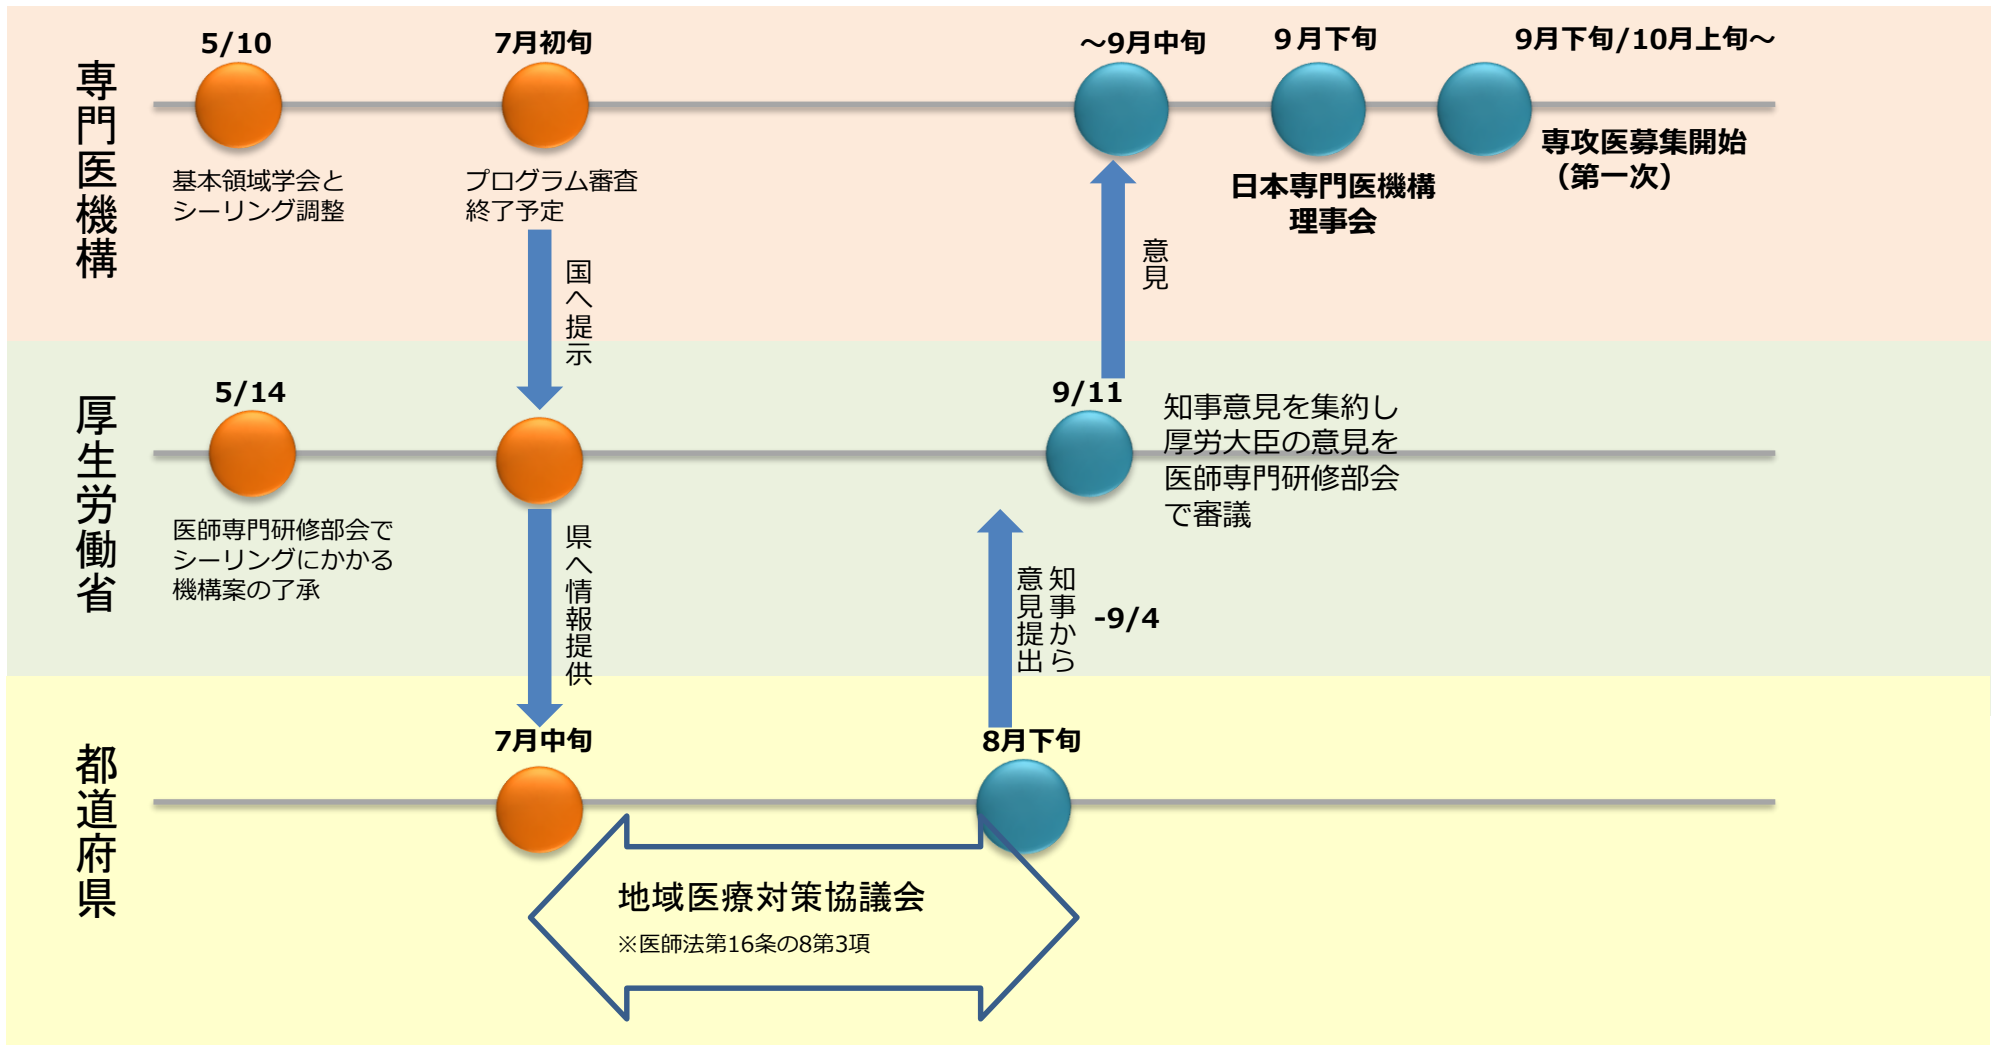 専門医機構
5/10
7月初旬
～9月中旬
９月下旬
9月下旬/10月上旬～
基本領域学会と
シーリング調整
プログラム審査
終了予定
日本専門医機構
理事会
専攻医募集開始
（第一次）
国へ提示
意見
厚生労働省
5/14
9/11
知事意見を集約し
厚労大臣の意見を
医師専門研修部会
で審議
医師専門研修部会で
シーリングにかかる
機構案の了承
県へ情報提供
知事から
意見提出
-9/4
都道府県
7月中旬
8月下旬
地域医療対策協議会
※医師法第16条の8第3項